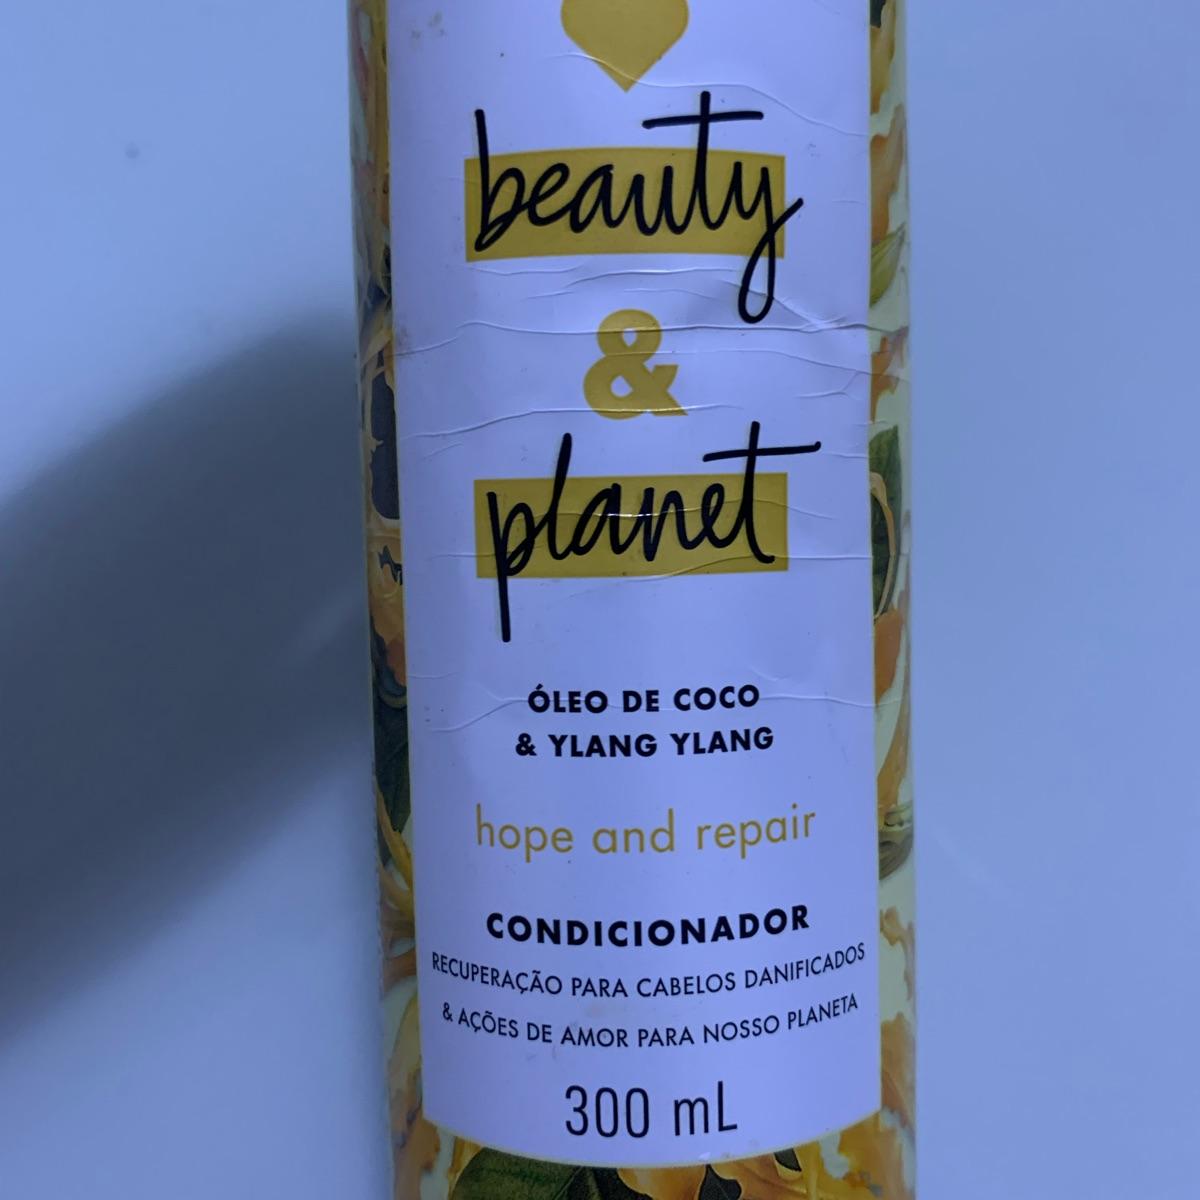 beauty
&
planet
ÓLEO DE COCO
& YLANG YLANG
hope and repair
CONDICIONADOR
RECUPERAÇÃO PARA CABELOS DANIFICADOS
& AÇÕES DE AMOR PARA NOSSO PLANETA
300 mL